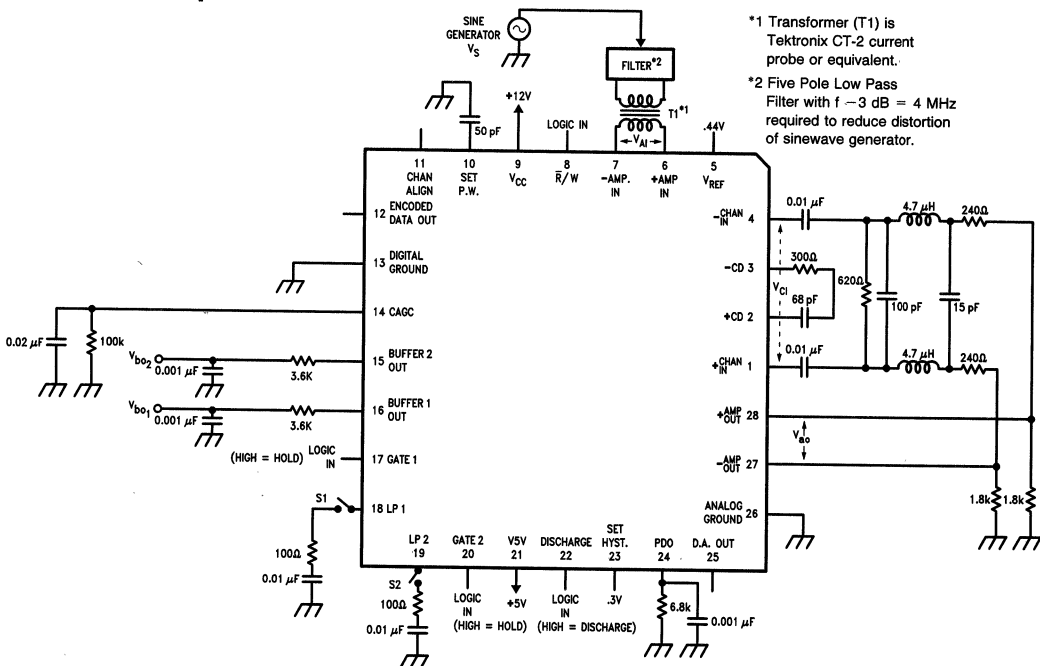 SINE
GENERATOR
V_S
FILTER*2
T1*1
V_AI
*1 Transformer (T1) is
Tektronix CT-2 current
probe or equivalent.
*2 Five Pole Low Pass
Filter with f −3 dB = 4 MHz
required to reduce distortion
of sinewave generator.
50 pF
+12V
LOGIC IN
.44V
11
CHAN
ALIGN
10
SET
P.W.
9
V_CC
8
R̅/W
7
−AMP.
IN
6
+AMP
IN
5
V_REF
12 ENCODED
DATA OUT
13 DIGITAL
GROUND
14 CAGC
0.02 μF
100k
V_bo2
0.001 μF
3.6K
15 BUFFER 2
OUT
V_bo1
0.001 μF
3.6K
16 BUFFER 1
OUT
(HIGH = HOLD) LOGIC
IN
17 GATE 1
S1
18 LP 1
100Ω
0.01 μF
−CHAN
IN 4
−CD 3
+CD 2
+CHAN
IN 1
+AMP
OUT 28
−AMP
OUT 27
ANALOG
GROUND 26
0.01 μF
4.7 μH
240Ω
300Ω
V_CI
620Ω
68 pF
100 pF
15 pF
0.01 μF
4.7 μH
240Ω
V_ao
1.8k
1.8k
LP 2
19
GATE 2
20
V5V
21
DISCHARGE
22
SET
HYST.
23
PDO
24
D.A. OUT
25
S2
100Ω
0.01 μF
LOGIC
IN
(HIGH = HOLD)
+5V
LOGIC
IN
(HIGH = DISCHARGE)
.3V
6.8k
0.001 μF